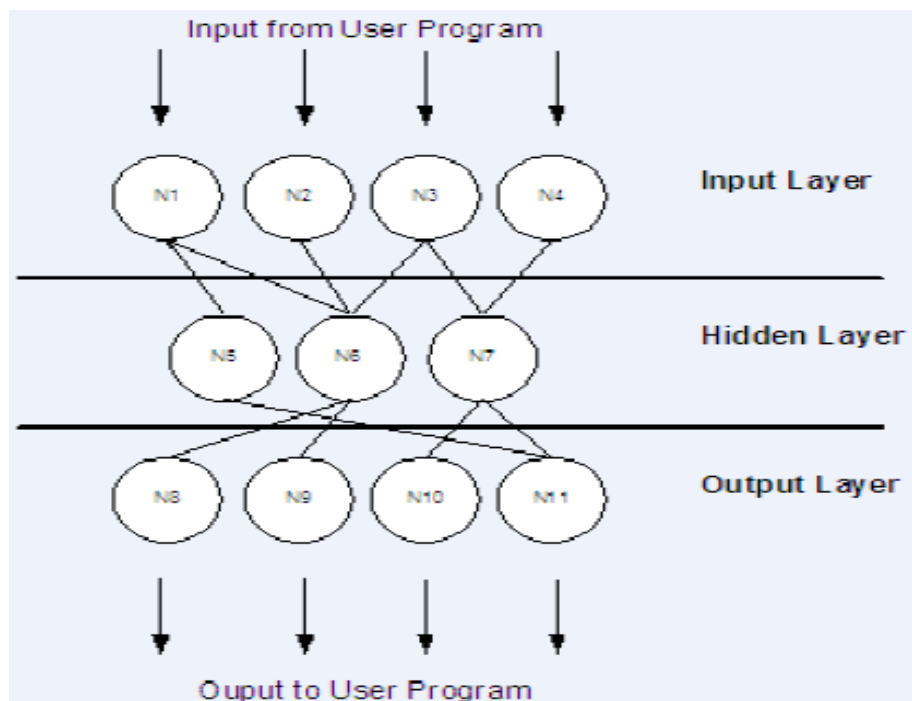 Input from User Program
N1 N2 N3 N4
Input Layer
Hidden Layer
N5 N6 N7
Output Layer
N8 N9 N10 N11
Ouput to User Program